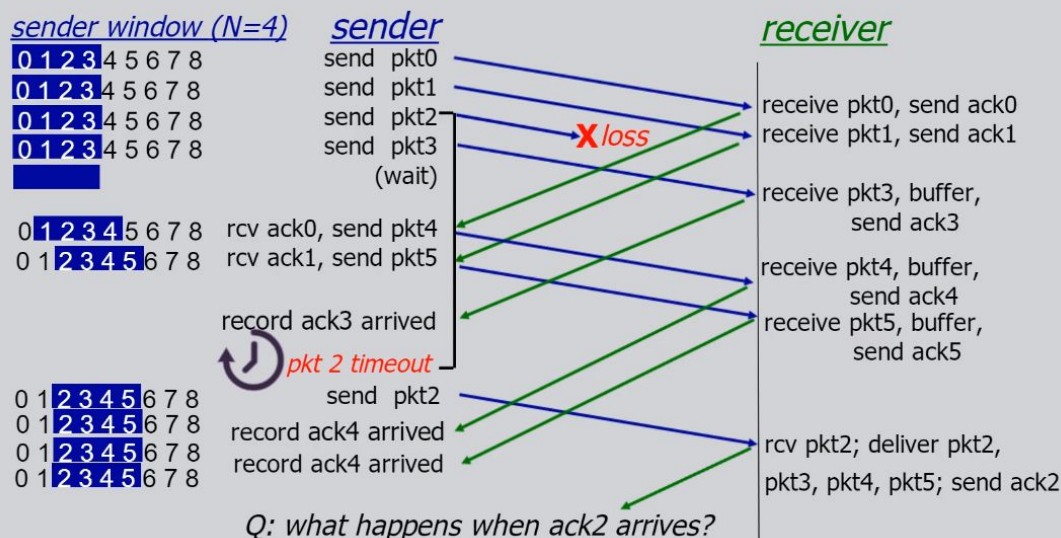 sender window (N=4) sender receiver
0 1 2 3 4 5 6 7 8 send pkt0
0 1 2 3 4 5 6 7 8 send pkt1 receive pkt0, send ack0
0 1 2 3 4 5 6 7 8 send pkt2 X loss receive pkt1, send ack1
0 1 2 3 4 5 6 7 8 send pkt3
(wait) receive pkt3, buffer,
send ack3
0 1 2 3 4 5 6 7 8 rcv ack0, send pkt4
0 1 2 3 4 5 6 7 8 rcv ack1, send pkt5 receive pkt4, buffer,
send ack4
record ack3 arrived receive pkt5, buffer,
send ack5
pkt 2 timeout
0 1 2 3 4 5 6 7 8 send pkt2
0 1 2 3 4 5 6 7 8 record ack4 arrived
0 1 2 3 4 5 6 7 8 record ack4 arrived rcv pkt2; deliver pkt2,
0 1 2 3 4 5 6 7 8 pkt3, pkt4, pkt5; send ack2
Q: what happens when ack2 arrives?